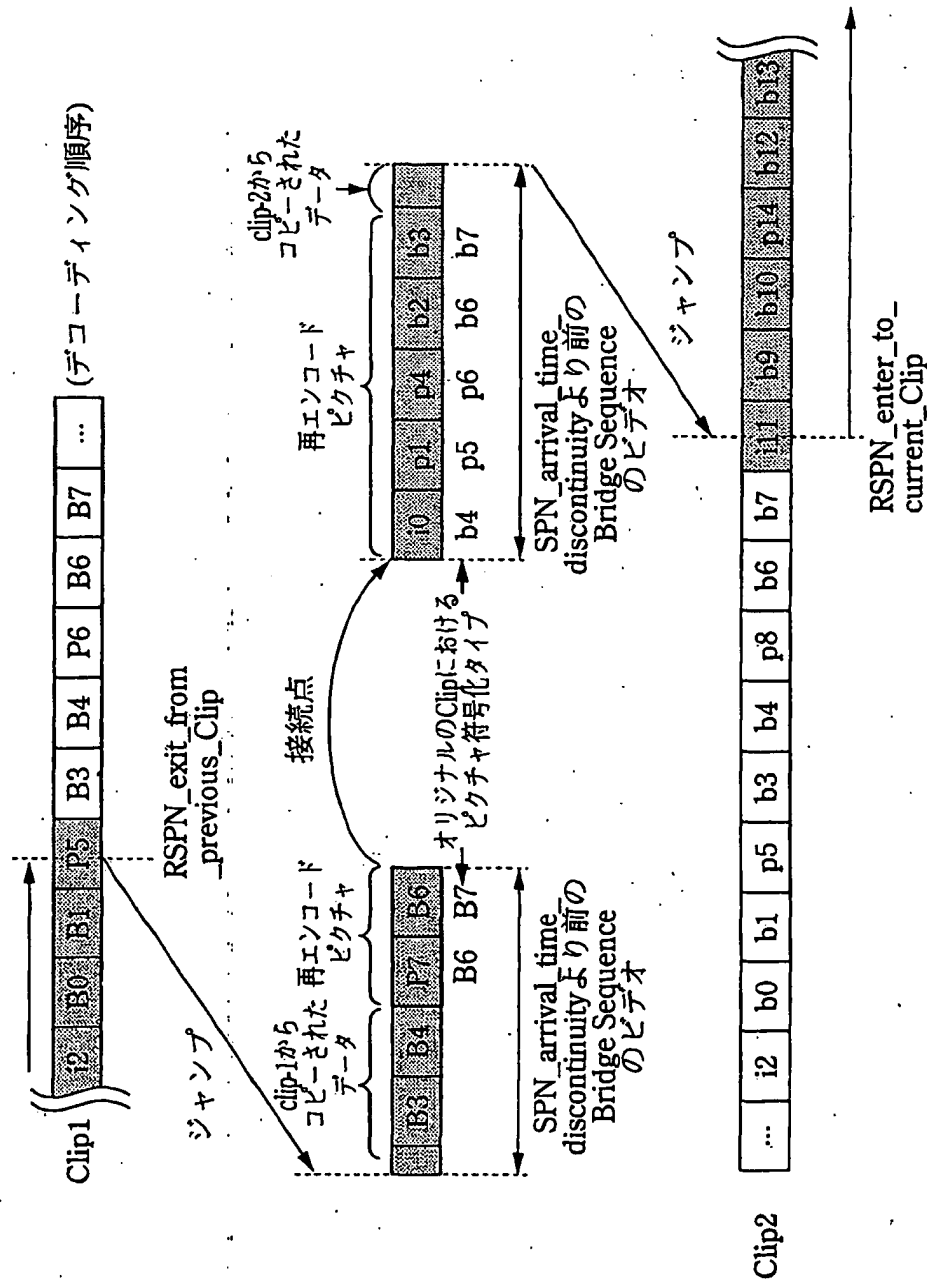 Clip1
i2 B0 B1 P5 B3 B4 P6 B6 B7 ... (デコーディング順序)
RSPN_exit_from
_previous_Clip
ジャンプ
clip-1から
コピーされた
データ
再エンコード
ピクチャ
接続点
再エンコード
ピクチャ
clip-2から
コピーされた
データ
B3 B4 P7 B6
B6 B7
i0 p1 p4 b2 b3
b4 p5 p6 b6 b7
オリジナルのClipにおける
ピクチャ符号化タイプ
SPN_arrival_time_
discontinuityより前の
Bridge Sequence
のビデオ
SPN_arrival_time_
discontinuityより前の
Bridge Sequence
のビデオ
ジャンプ
Clip2
... i2 b0 b1 p5 b3 b4 p8 b6 b7 i11 b9 b10 p14 b12 b13
RSPN_enter_to_
current_Clip